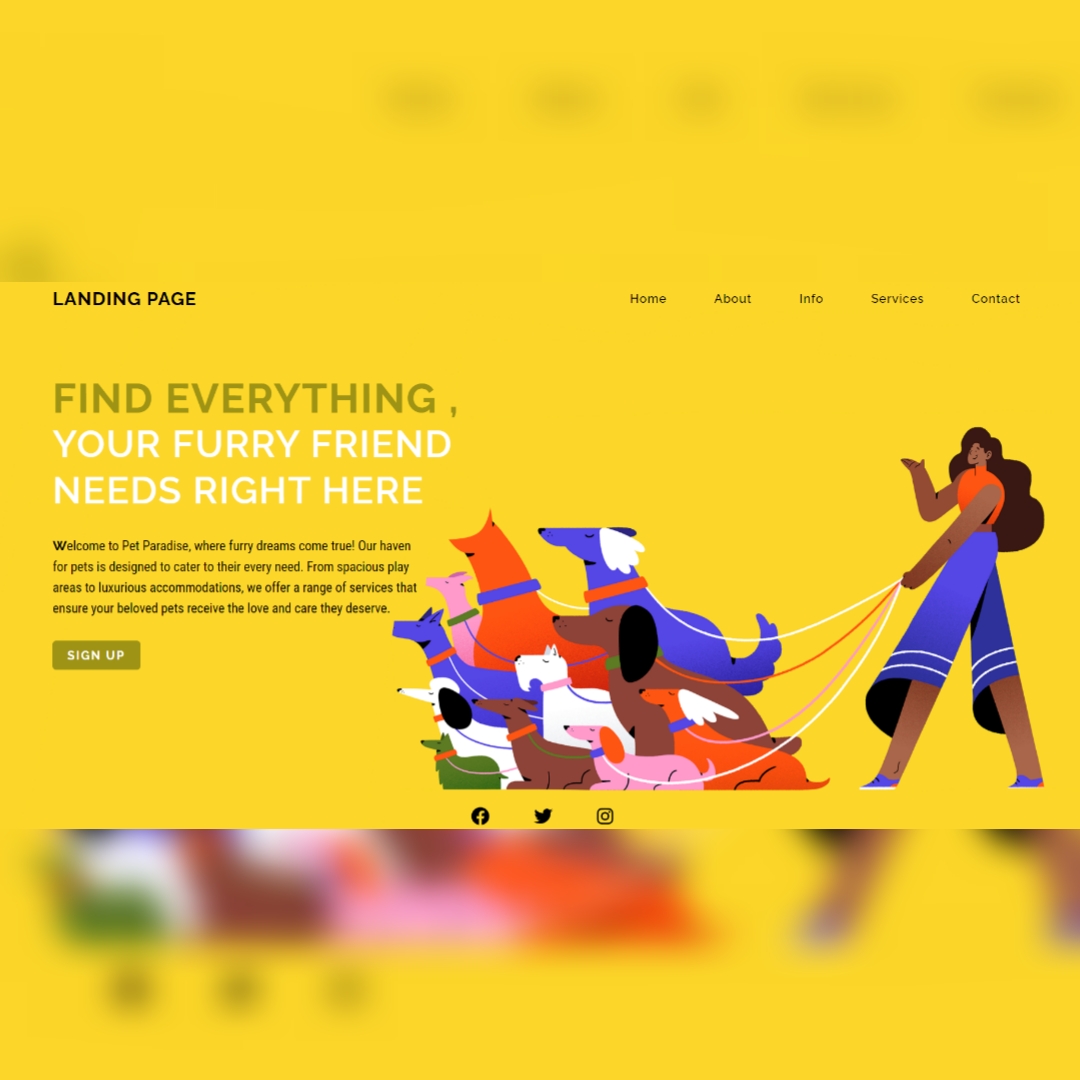 LANDING PAGE
Home About Info Services Contact
FIND EVERYTHING ,
YOUR FURRY FRIEND
NEEDS RIGHT HERE
Welcome to Pet Paradise, where furry dreams come true! Our haven
for pets is designed to cater to their every need. From spacious play
areas to luxurious accommodations, we offer a range of services that
ensure your beloved pets receive the love and care they deserve.
SIGN UP